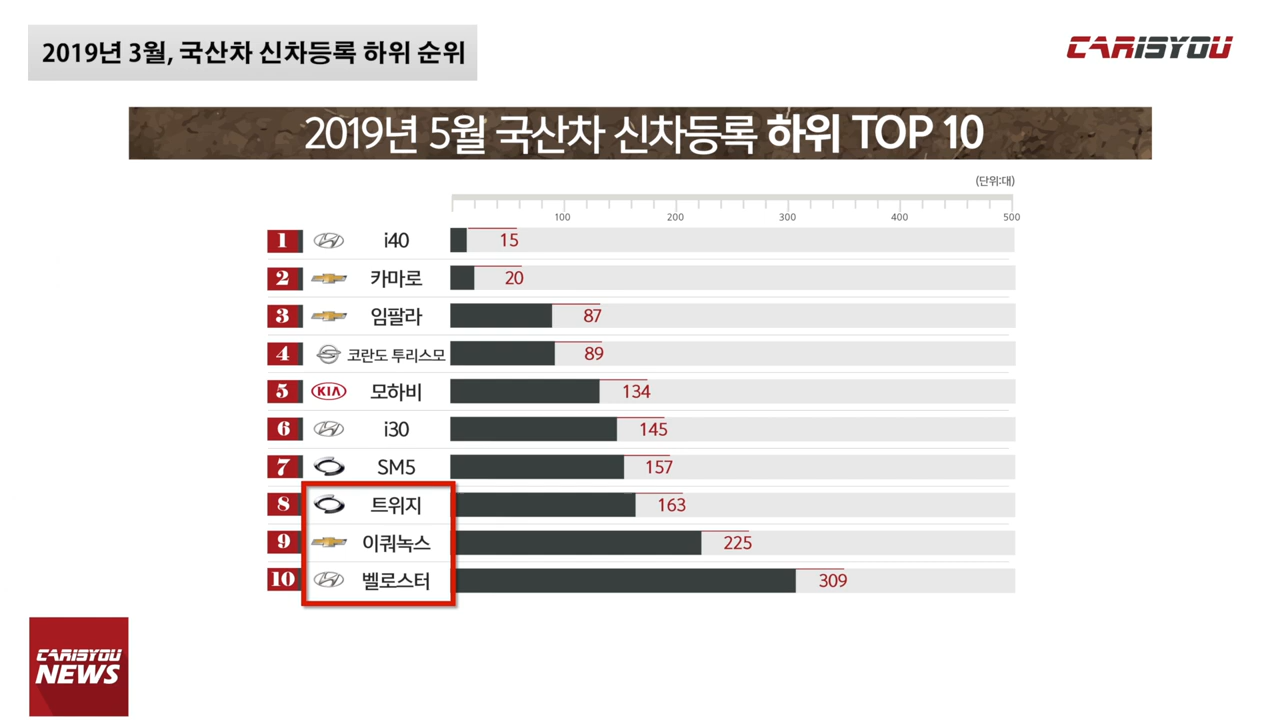 2019년 3월, 국산차 신차등록 하위 순위
CARISYOU
2019년 5월 국산차 신차등록 하위 TOP 10
(단위:대)
100 200 300 400 500
1 i40 15
2 카마로 20
3 임팔라 87
4 코란도 투리스모 89
5 KIA 모하비 134
6 i30 145
7 SM5 157
8 트위지 163
9 이쿼녹스 225
10 벨로스터 309
CARISYOU
NEWS